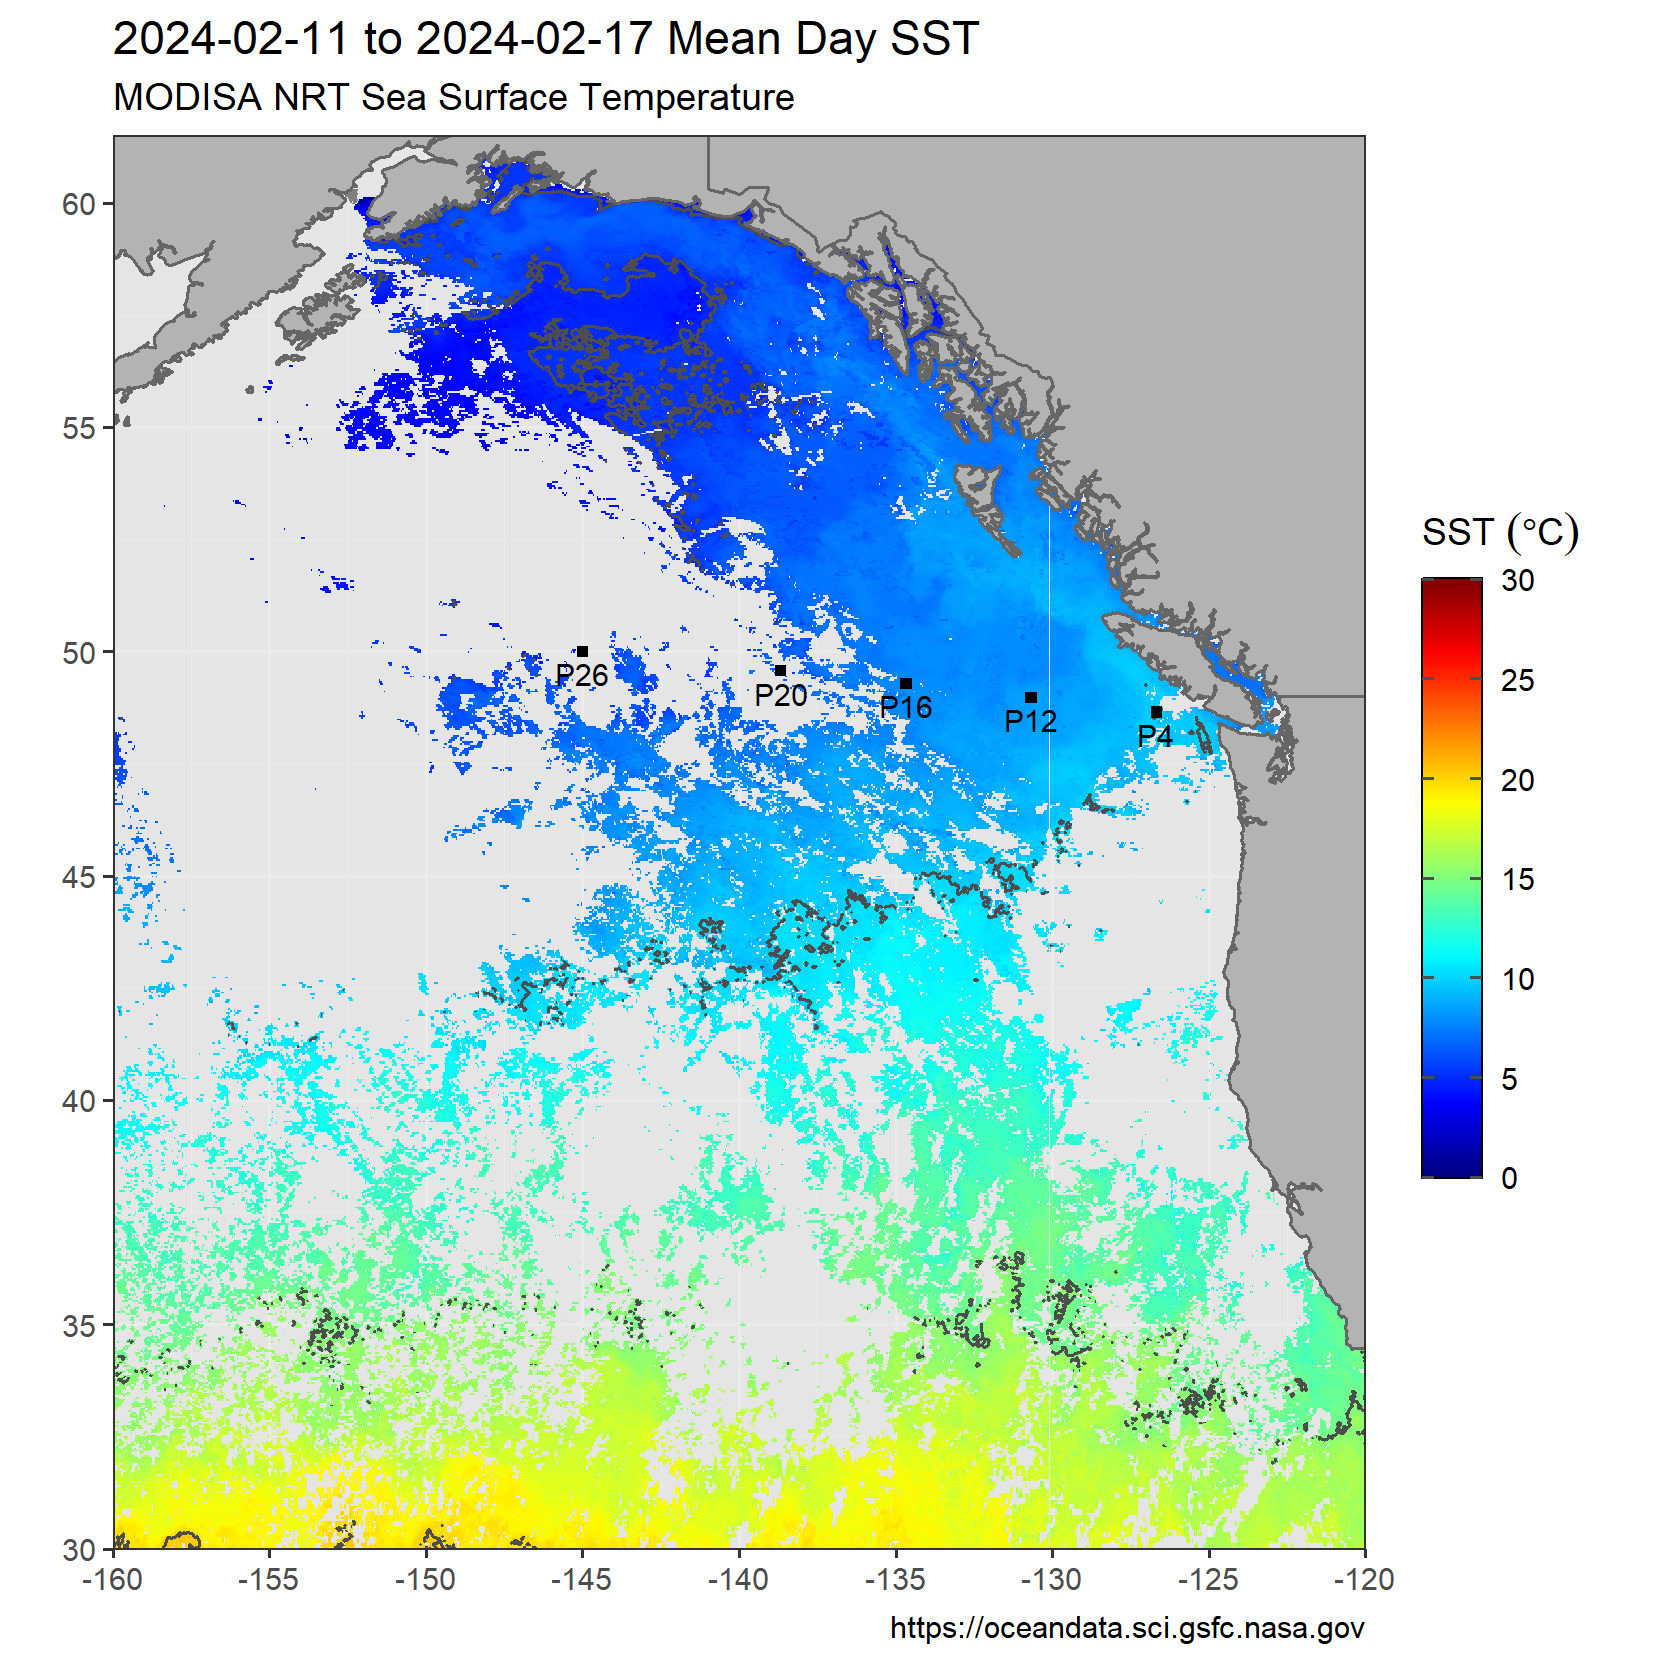 2024-02-11 to 2024-02-17 Mean Day SST
MODISA NRT Sea Surface Temperature
60
55
50
45
40
35
30
P26
P20
P16
P12
P4
-160
-155
-150
-145
-140
-135
-130
-125
-120
SST (°C)
30
25
20
15
10
5
0
https://oceandata.sci.gsfc.nasa.gov